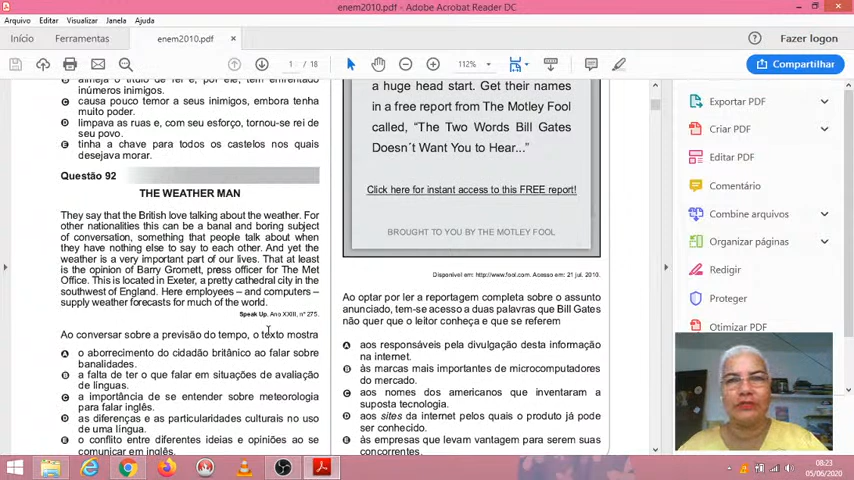 enem2010.pdf - Adobe Acrobat Reader DC
Arquivo Editar Visualizar Janela Ajuda
Início Ferramentas enem2010.pdf × Fazer logon
1 / 18 112% Compartilhar
almeja o título de rei e, por ele, tem enfrentado
inúmeros inimigos.
C causa pouco temor a seus inimigos, embora tenha
muito poder.
D limpava as ruas e, com seu esforço, tornou-se rei de
seu povo.
E tinha a chave para todos os castelos nos quais
desejava morar.
Questão 92
THE WEATHER MAN
They say that the British love talking about the weather. For
other nationalities this can be a banal and boring subject
of conversation, something that people talk about when
they have nothing else to say to each other. And yet the
weather is a very important part of our lives. That at least
is the opinion of Barry Gromett, press officer for The Met
Office. This is located in Exeter, a pretty cathedral city in the
southwest of England. Here employees – and computers –
supply weather forecasts for much of the world.
Speak Up. Ano XXIII, nº 275.
Ao conversar sobre a previsão do tempo, o texto mostra
A o aborrecimento do cidadão britânico ao falar sobre
banalidades.
B a falta de ter o que falar em situações de avaliação
de línguas.
C a importância de se entender sobre meteorologia
para falar inglês.
D as diferenças e as particularidades culturais no uso
de uma língua.
E o conflito entre diferentes ideias e opiniões ao se
comunicar em inglês.
a huge head start. Get their names
in a free report from The Motley Fool
called, “The Two Words Bill Gates
Doesn´t Want You to Hear...”
Click here for instant access to this FREE report!
BROUGHT TO YOU BY THE MOTLEY FOOL
Disponível em: http://www.fool.com. Acesso em: 21 jul. 2010.
Ao optar por ler a reportagem completa sobre o assunto
anunciado, tem-se acesso a duas palavras que Bill Gates
não quer que o leitor conheça e que se referem
A aos responsáveis pela divulgação desta informação
na internet.
B às marcas mais importantes de microcomputadores
do mercado.
C aos nomes dos americanos que inventaram a
suposta tecnologia.
D aos sites da internet pelos quais o produto já pode
ser conhecido.
E às empresas que levam vantagem para serem suas
concorrentes.
Exportar PDF
Criar PDF
Editar PDF
Comentário
Combine arquivos
Organizar páginas
Redigir
Otimizar PDF
08:23
05/06/2020